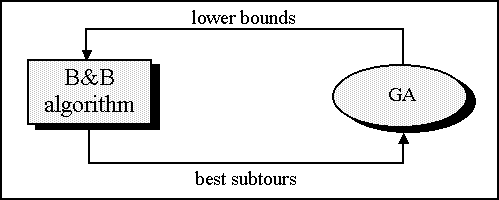 lower bounds
B&B
algorithm
GA
best subtours